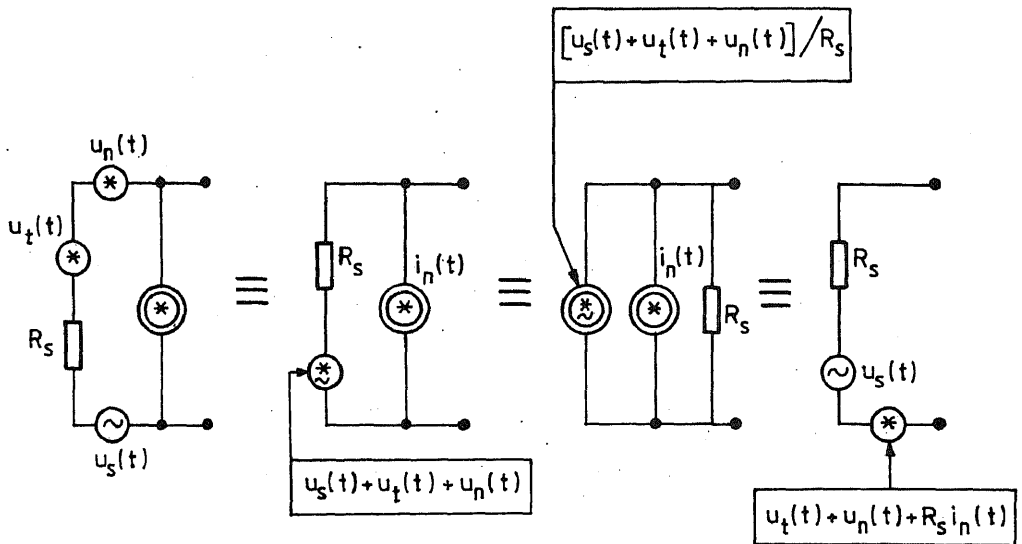 [u_s(t)+u_t(t)+u_n(t)]/R_s
u_n(t)
u_t(t)
R_s
u_s(t)
≡
R_s
i_n(t)
u_s(t)+u_t(t)+u_n(t)
≡
i_n(t)
R_s
≡
R_s
u_s(t)
u_t(t)+u_n(t)+R_s i_n(t)